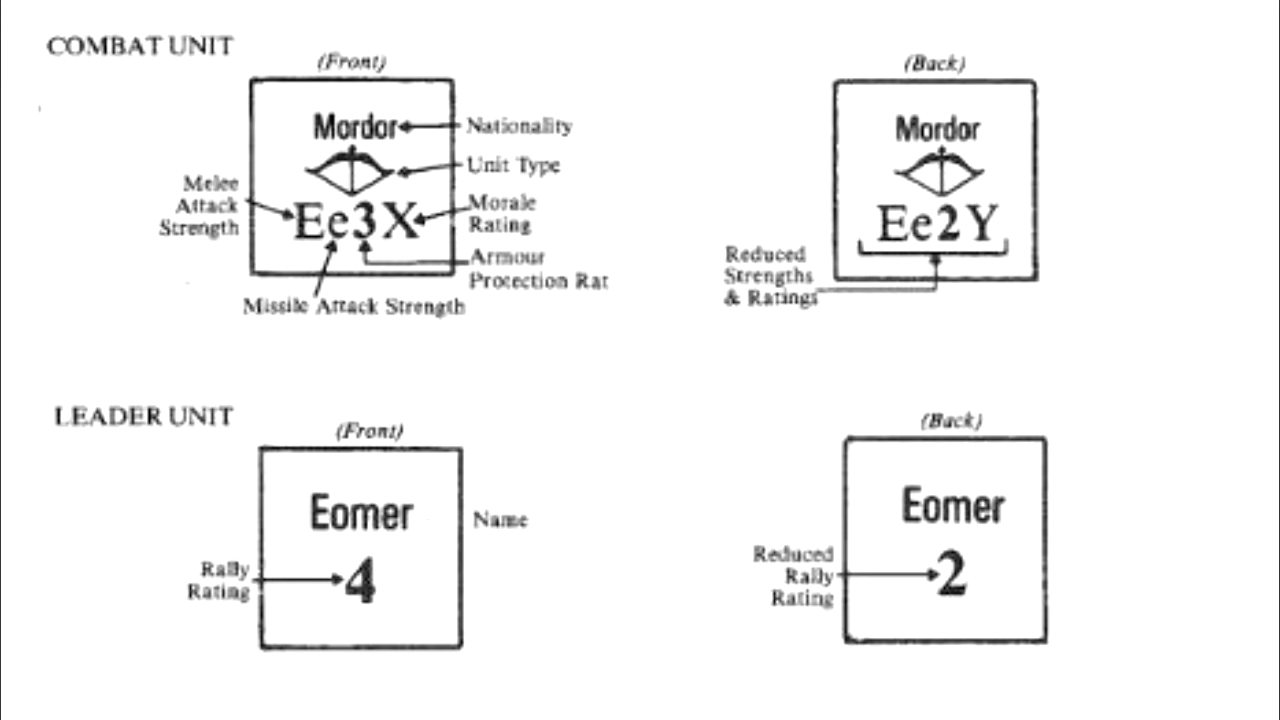 COMBAT UNIT
(Front)
Mordor
Nationality
Unit Type
Melee
Attack
Strength
Ee3X
Morale
Rating
Armour
Protection Rat
Missile Attack Strength
(Back)
Mordor
Ee2Y
Reduced
Strengths
& Ratings
LEADER UNIT
(Front)
Eomer
Name
Rally
Rating
4
(Back)
Eomer
Reduced
Rally
Rating
2